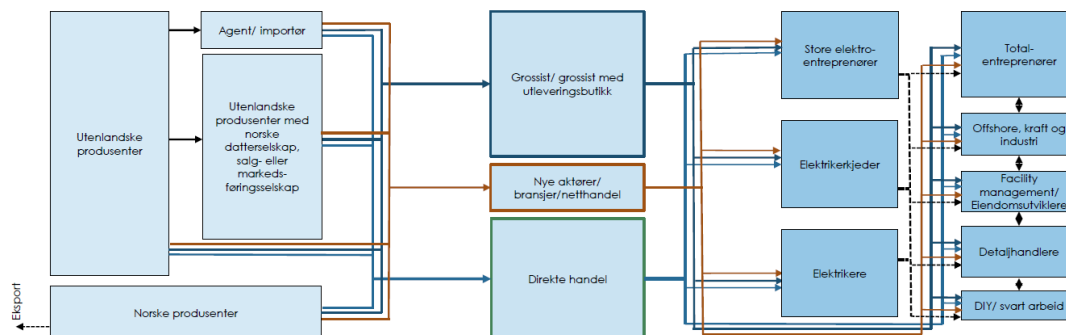 Utenlandske
produsenter
Agent/ importør
Utenlandske
produsenter med
norske
datterselskap,
salg- eller
markeds-
føringsselskap
Norske produsenter
Eksport
Grossist/ grossist med
utleveringsbutikk
Nye aktører/
bransjer/netthandel
Direkte handel
Store elektro-
entreprenører
Elektrikerkjeder
Elektrikere
Total-
entreprenører
Offshore, kraft og
industri
Facility
management/
Eiendomsutviklere
Detaljhandlere
DIY/ svart arbeid